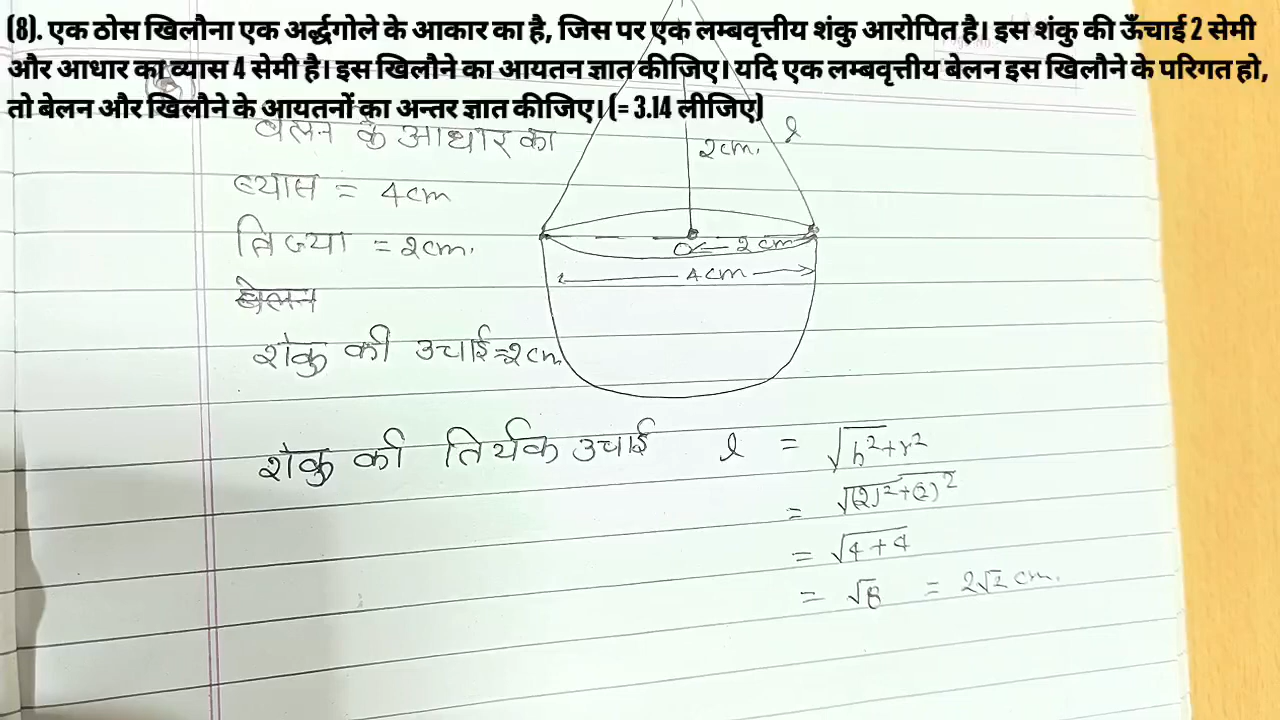 (8). एक ठोस खिलौना एक अर्द्धगोले के आकार का है, जिस पर एक लम्बवृत्तीय शंकु आरोपित है। इस शंकु की ऊँचाई 2 सेमी
और आधार का व्यास 4 सेमी है। इस खिलौने का आयतन ज्ञात कीजिए। यदि एक लम्बवृत्तीय बेलन इस खिलौने के परिगत हो,
तो बेलन और खिलौने के आयतनों का अन्तर ज्ञात कीजिए। (= 3.14 लीजिए)
बेलन के आधार का
2cm. l
व्यास = 4cm
त्रिज्या = 2cm.
O← 2cm
4cm
बेलन
शंकु की उचाई=2cm
शंकु की तिर्यक उचाई l = √h²+r²
= √(2)²+(2)²
= √4+4
= √8 = 2√2 cm.